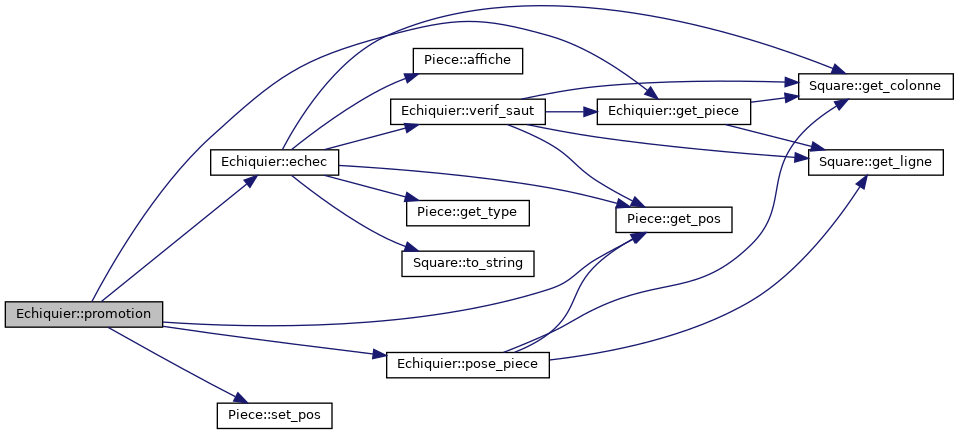 Piece::affiche
Square::get_colonne
Echiquier::verif_saut
Echiquier::get_piece
Echiquier::echec
Square::get_ligne
Piece::get_type
Piece::get_pos
Square::to_string
Echiquier::promotion
Echiquier::pose_piece
Piece::set_pos